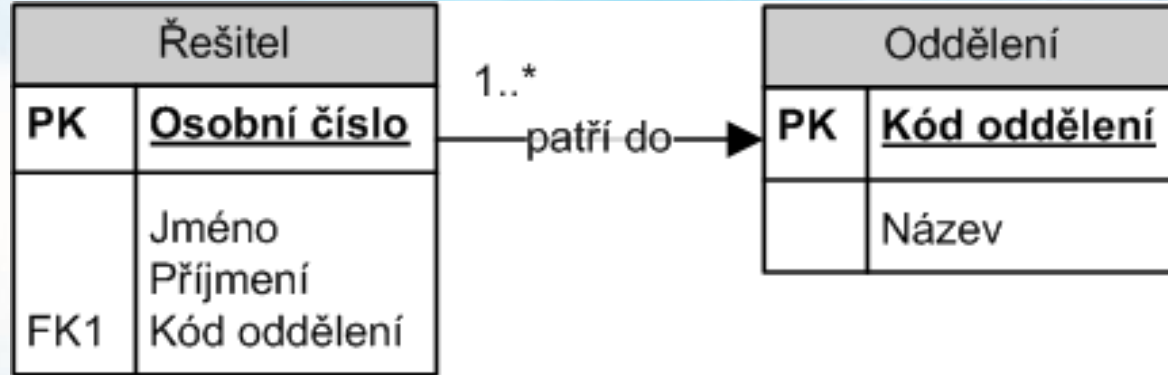 Řešitel
PK Osobní číslo
Jméno
Příjmení
FK1 Kód oddělení
1..*
patří do
Oddělení
PK Kód oddělení
Název